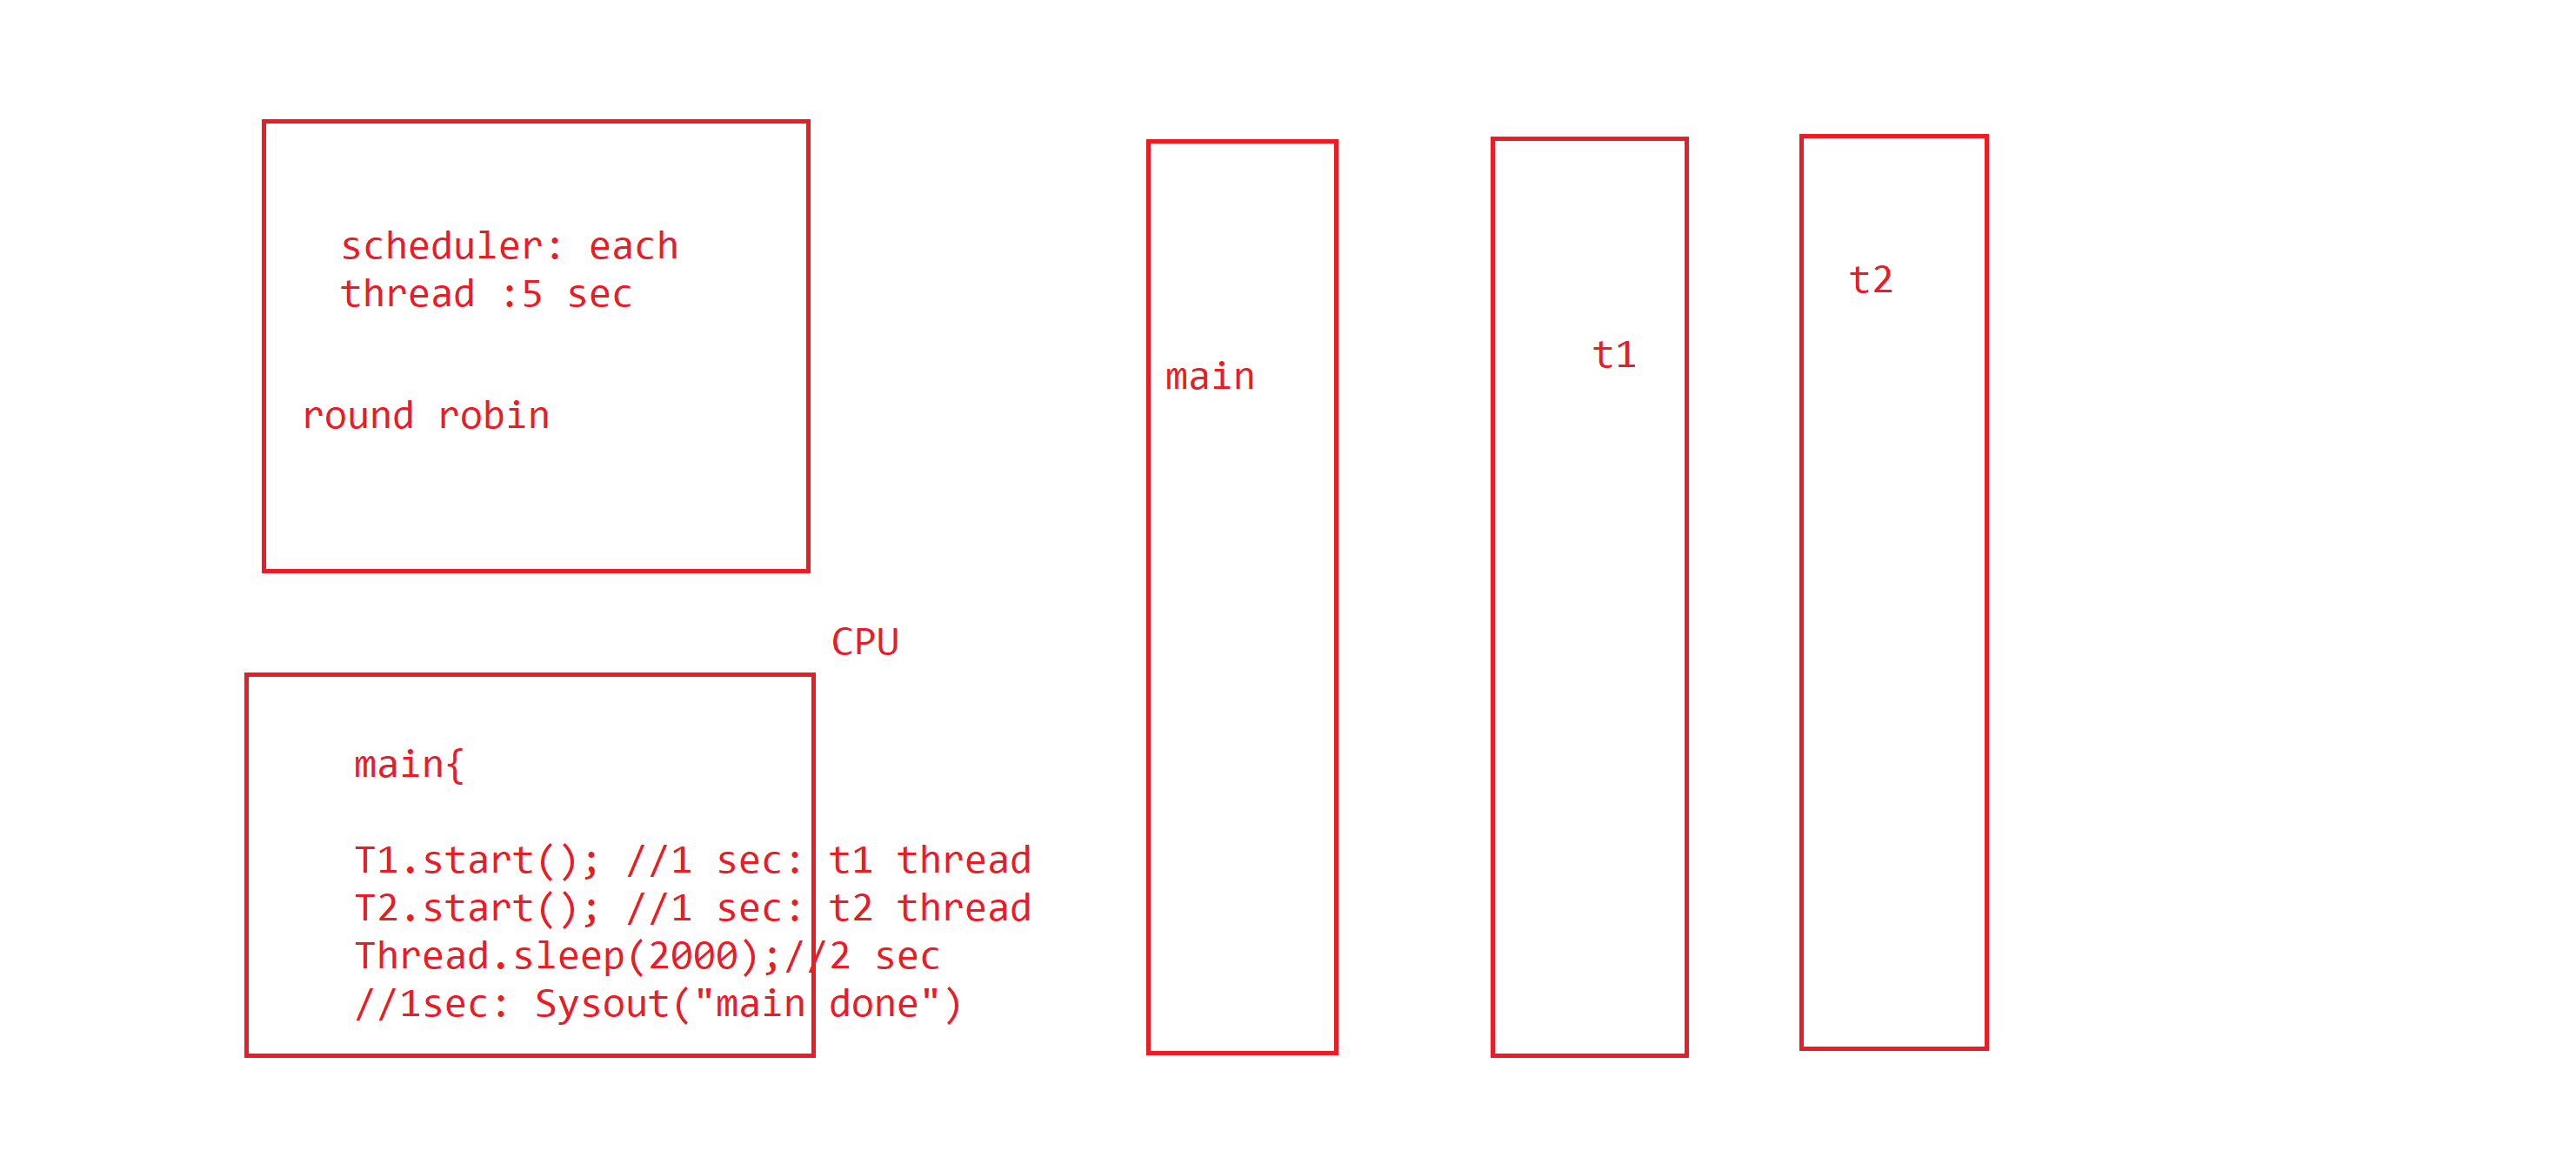 scheduler: each
thread :5 sec
round robin
CPU
main{
T1.start(); //1 sec: t1 thread
T2.start(); //1 sec: t2 thread
Thread.sleep(2000);//2 sec
//1sec: Sysout("main done")
main
t1
t2